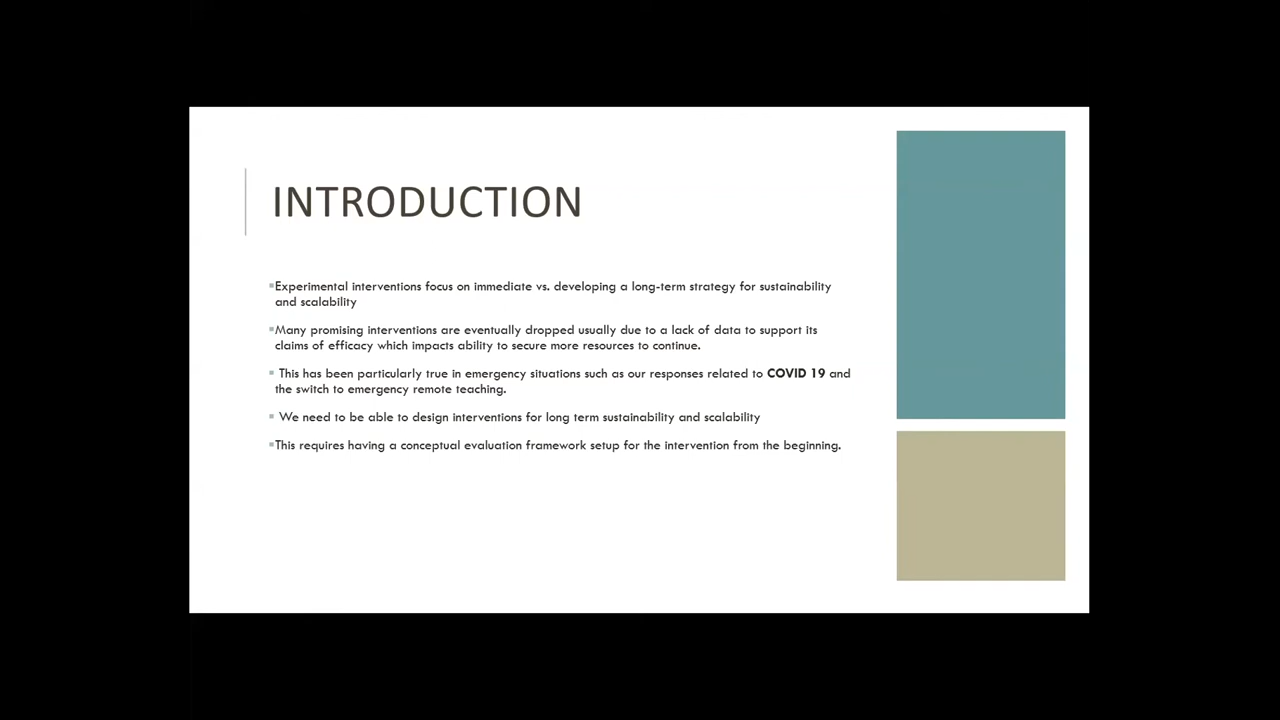 INTRODUCTION
Experimental interventions focus on immediate vs. developing a long-term strategy for sustainability
and scalability
Many promising interventions are eventually dropped usually due to a lack of data to support its
claims of efficacy which impacts ability to secure more resources to continue.
This has been particularly true in emergency situations such as our responses related to COVID 19 and
the switch to emergency remote teaching.
We need to be able to design interventions for long term sustainability and scalability
This requires having a conceptual evaluation framework setup for the intervention from the beginning.